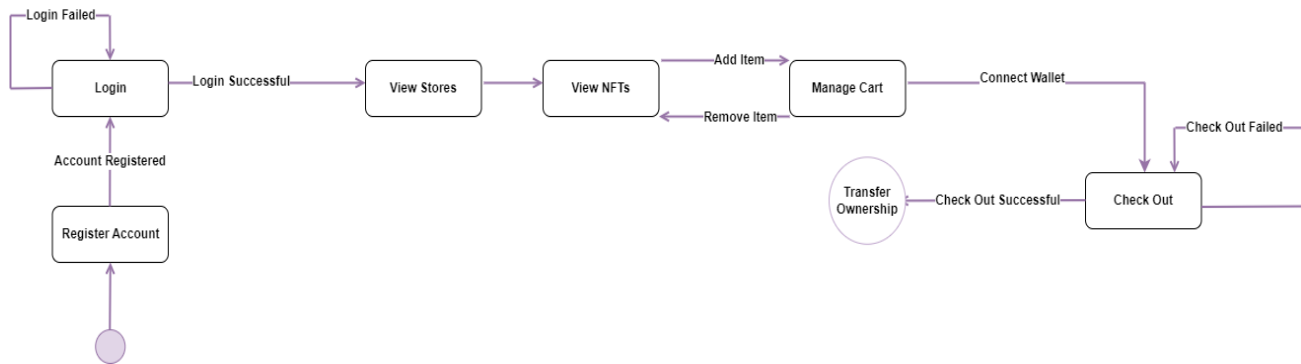 Login Failed
Login
Login Successful
View Stores
View NFTs
Add Item
Remove Item
Manage Cart
Connect Wallet
Check Out Failed
Account Registered
Transfer
Ownership
Check Out Successful
Check Out
Register Account